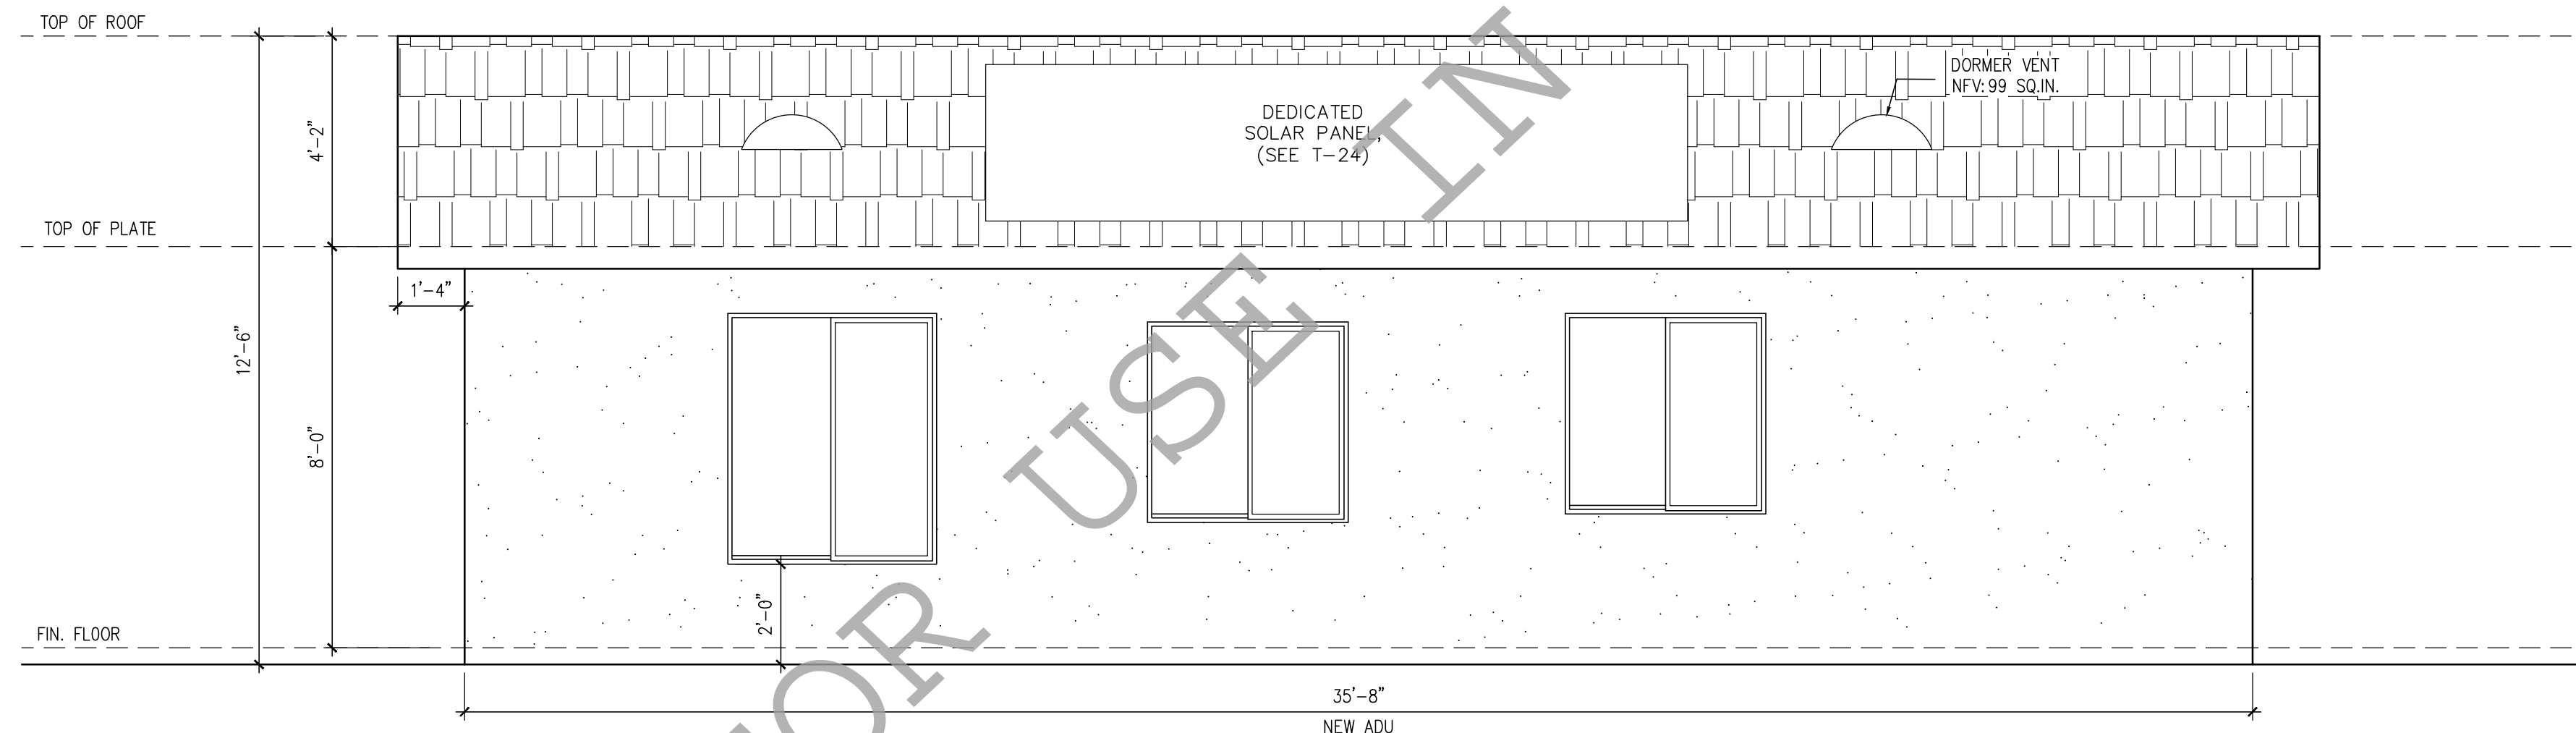 TOP OF ROOF
DORMER VENT
NFV: 99 SQ.IN.
DEDICATED
SOLAR PANEL,
(SEE T-24)
4'-2"
TOP OF PLATE
1'-4"
12'-6"
8'-0"
2'-0"
FIN. FLOOR
35'-8"
NEW ADU
OR USE IN